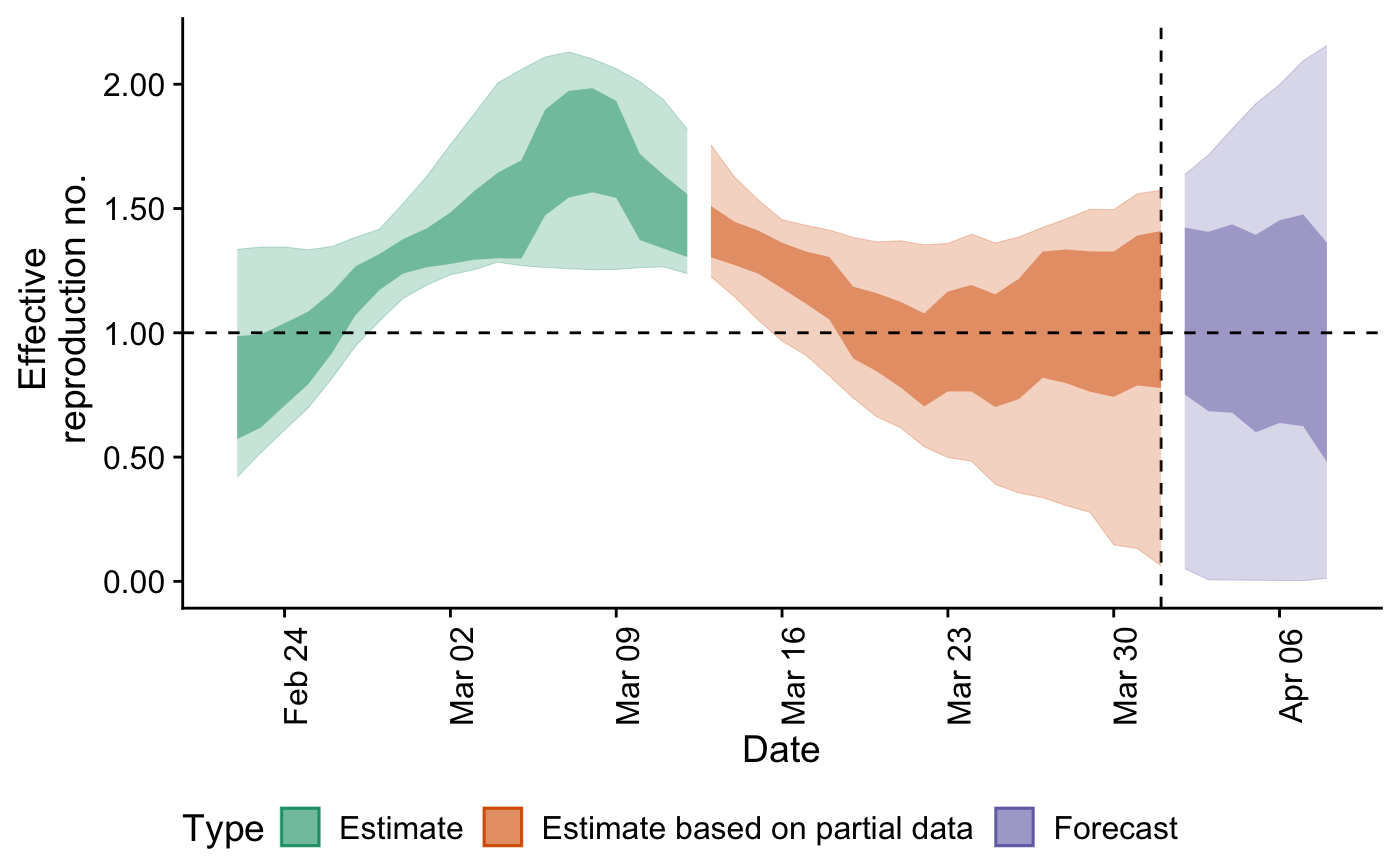 Effective
reproduction no.
2.00
1.50
1.00
0.50
0.00
Feb 24
Mar 02
Mar 09
Mar 16
Mar 23
Mar 30
Apr 06
Date
Type
Estimate
Estimate based on partial data
Forecast